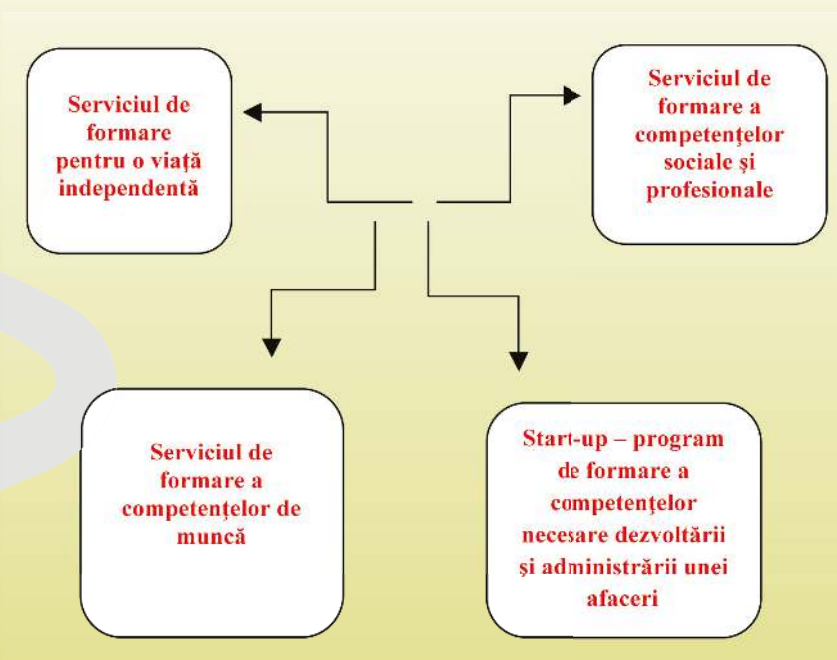 Serviciul de
formare
pentru o viaţă
independentă
Serviciul de
formare a
competenţelor
sociale şi
profesionale
Serviciul de
formare a
competenţelor de
muncă
Start-up – program
de formare a
competenţelor
necesare dezvoltării
şi administrării unei
afaceri